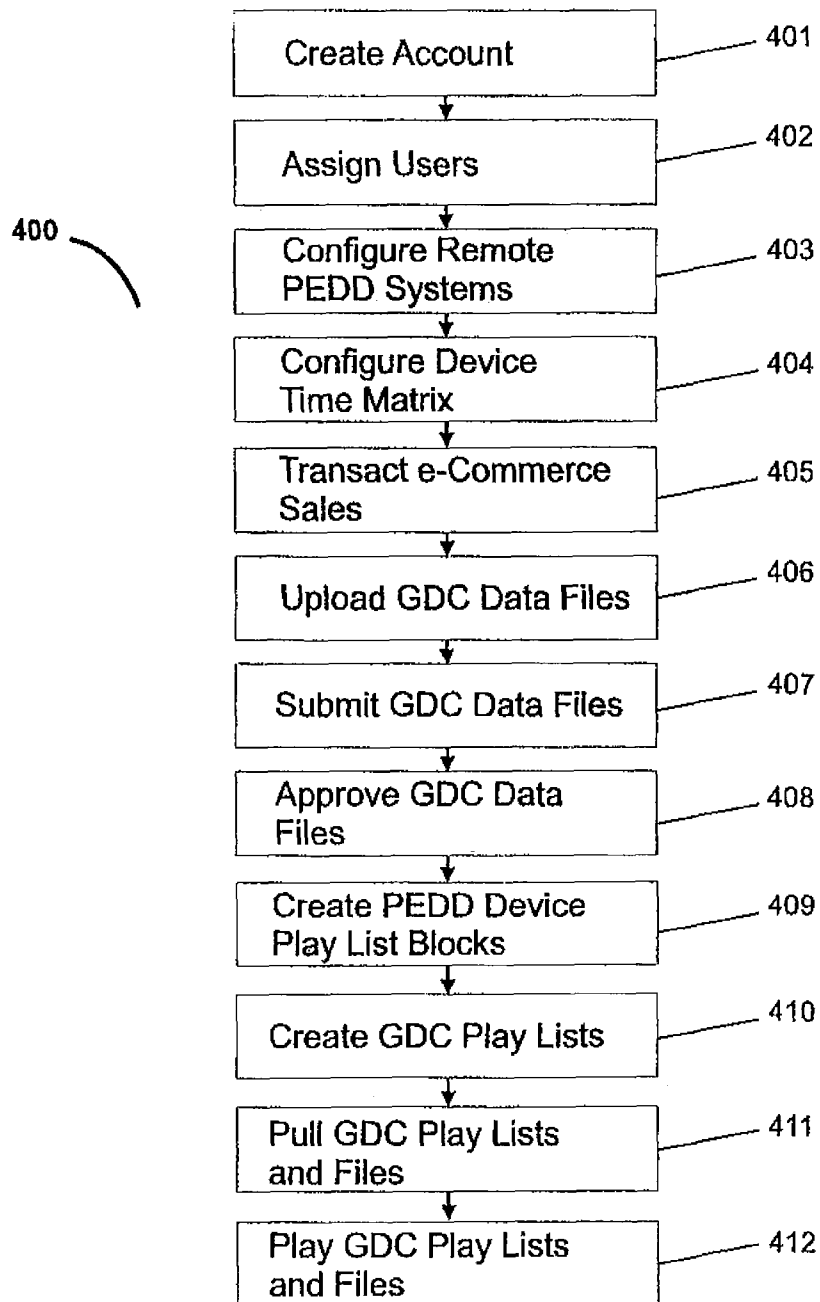 Create Account
401
Assign Users
402
400
Configure Remote
PEDD Systems
403
Configure Device
Time Matrix
404
Transact e-Commerce
Sales
405
Upload GDC Data Files
406
Submit GDC Data Files
407
Approve GDC Data
Files
408
Create PEDD Device
Play List Blocks
409
Create GDC Play Lists
410
Pull GDC Play Lists
and Files
411
Play GDC Play Lists
and Files
412